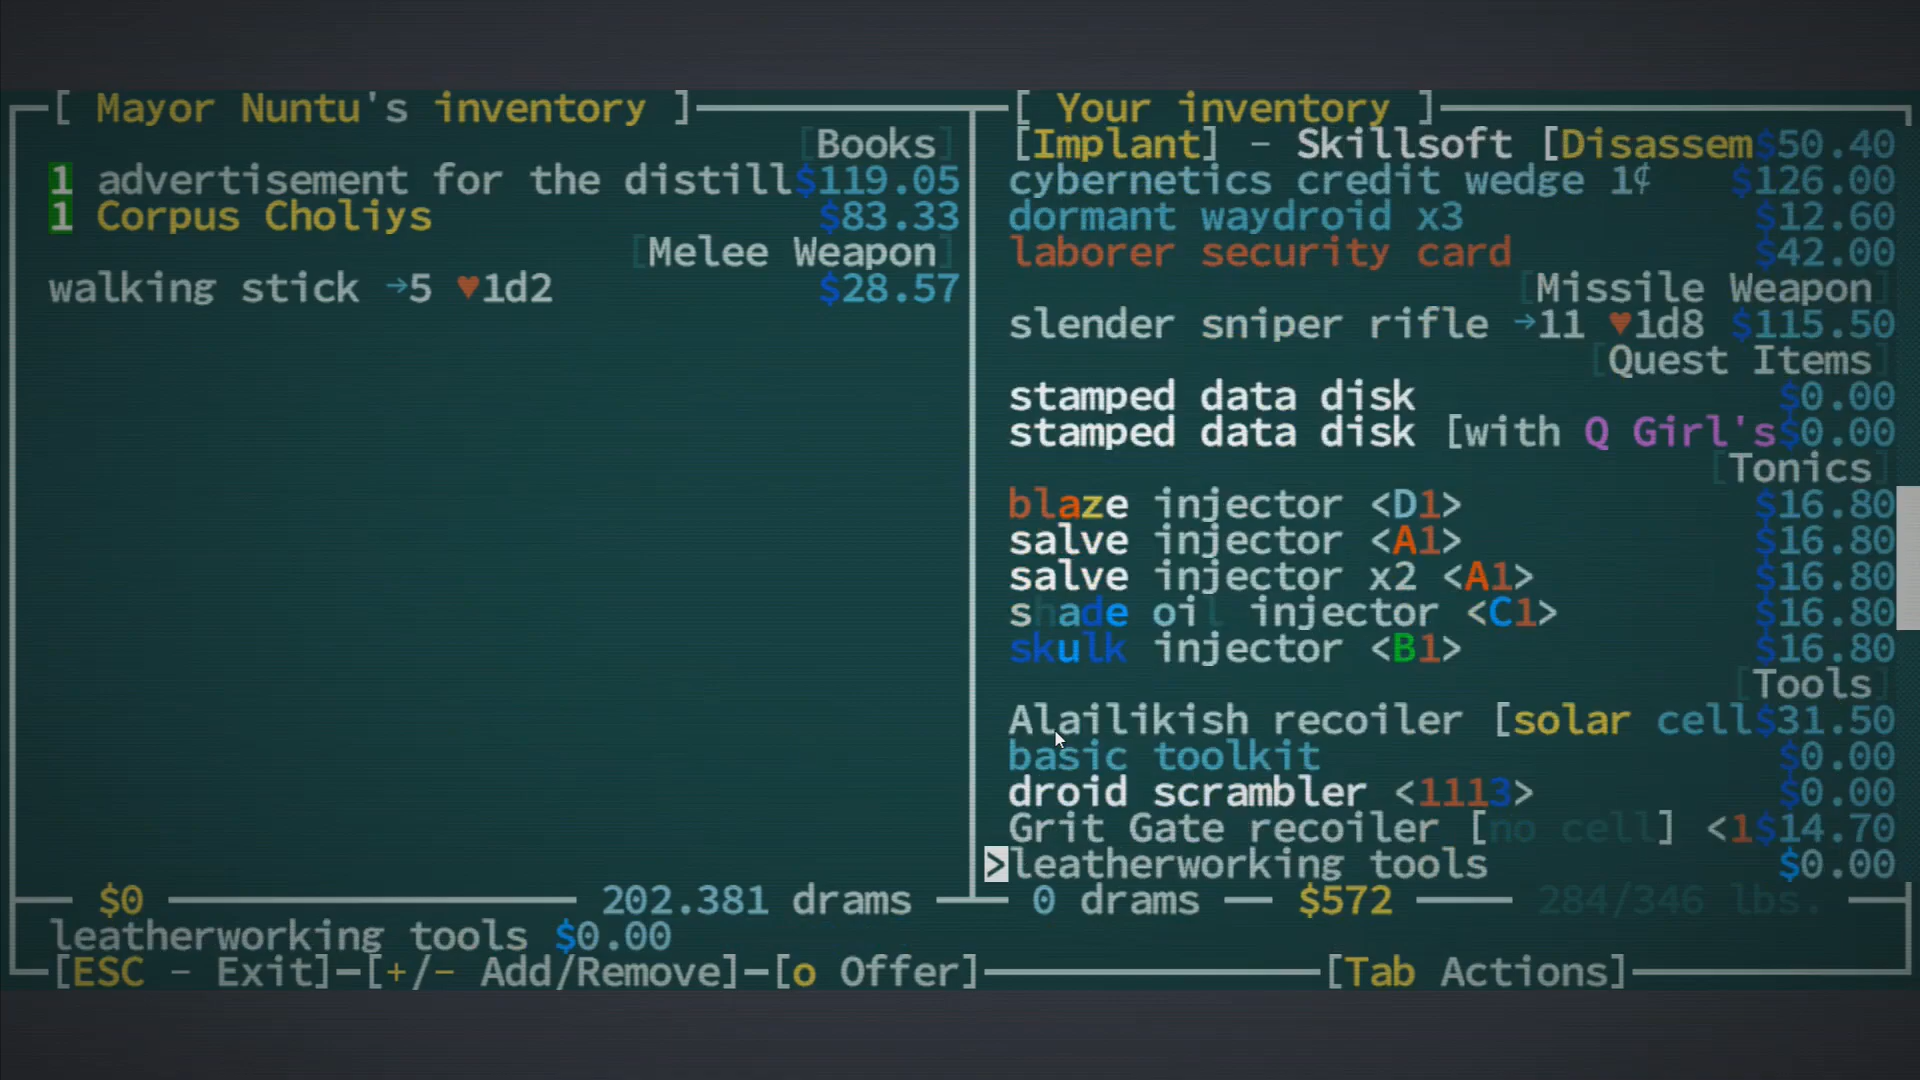 [ Mayor Nuntu's inventory ]
[Books]
1 advertisement for the distill$119.05
1 Corpus Choliys $83.33
[Melee Weapon]
walking stick →5 ♥1d2 $28.57
$0 202.381 drams
[ Your inventory ]
[Implant] - Skillsoft [Disassem$50.40
cybernetics credit wedge 1¢ $126.00
dormant waydroid x3 $12.60
laborer security card $42.00
[Missile Weapon]
slender sniper rifle →11 ♥1d8 $115.50
[Quest Items]
stamped data disk $0.00
stamped data disk [with Q Girl's$0.00
[Tonics]
blaze injector <D1> $16.80
salve injector <A1> $16.80
salve injector x2 <A1> $16.80
shade oil injector <C1> $16.80
skulk injector <B1> $16.80
[Tools]
Alailikish recoiler [solar cell$31.50
basic toolkit $0.00
droid scrambler <1113> $0.00
Grit Gate recoiler [no cell] <1$14.70
>leatherworking tools $0.00
0 drams $572 284/346 lbs.
leatherworking tools $0.00
[ESC - Exit]-[+/- Add/Remove]-[o Offer] [Tab Actions]